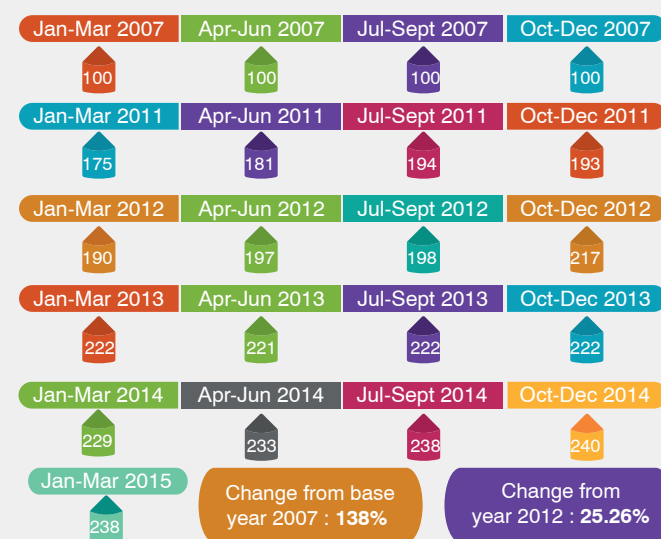 Jan-Mar 2007 Apr-Jun 2007 Jul-Sept 2007 Oct-Dec 2007
100 100 100 100
Jan-Mar 2011 Apr-Jun 2011 Jul-Sept 2011 Oct-Dec 2011
175 181 194 193
Jan-Mar 2012 Apr-Jun 2012 Jul-Sept 2012 Oct-Dec 2012
190 197 198 217
Jan-Mar 2013 Apr-Jun 2013 Jul-Sept 2013 Oct-Dec 2013
222 221 222 222
Jan-Mar 2014 Apr-Jun 2014 Jul-Sept 2014 Oct-Dec 2014
229 233 238 240
Jan-Mar 2015
238
Change from base
year 2007 : 138%
Change from
year 2012 : 25.26%